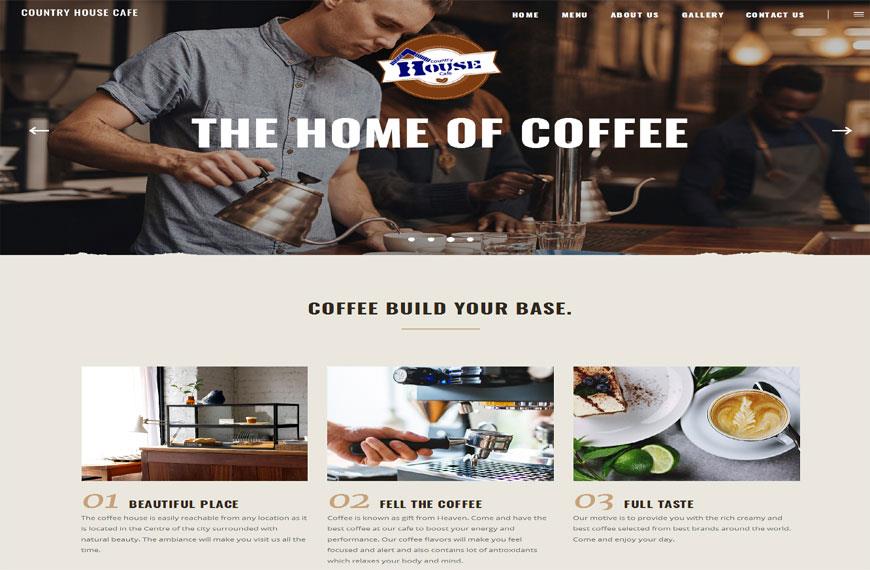 COUNTRY HOUSE CAFE
HOME MENU ABOUT US GALLERY CONTACT US
Country
HOUSE
Cafe
THE HOME OF COFFEE
COFFEE BUILD YOUR BASE.
01 BEAUTIFUL PLACE
The coffee house is easily reachable from any location as it
is located in the Centre of the city surrounded with
natural beauty. The ambiance will make you visit us all the
time.
02 FELL THE COFFEE
Coffee is known as gift from Heaven. Come and have the
best coffee at our cafe to boost your energy and
performance. Our coffee flavors will make you feel
focused and alert and also contains lot of antioxidants
which relaxes your body and mind.
03 FULL TASTE
Our motive is to provide you with the rich creamy and
best coffee selected from best brands around the world.
Come and enjoy your day.